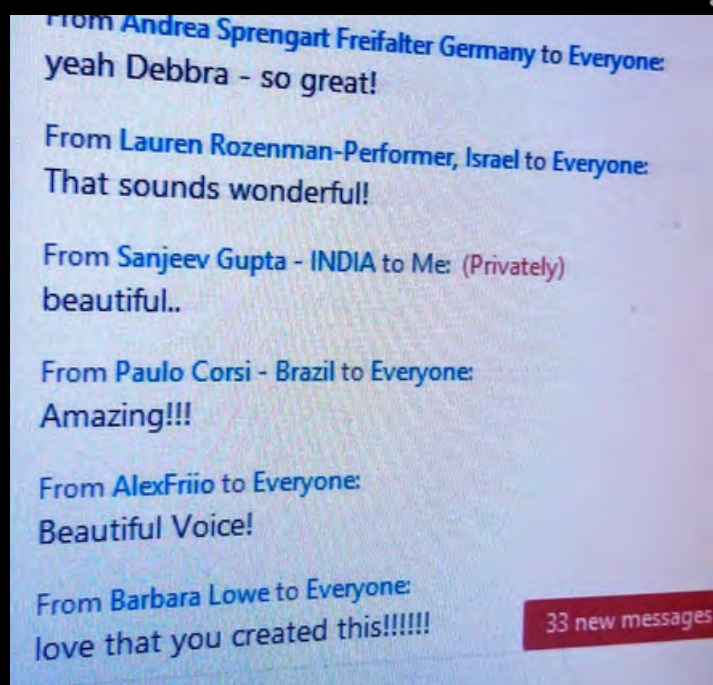 From Andrea Sprengart Freifalter Germany to Everyone:
yeah Debbra - so great!
From Lauren Rozenman-Performer, Israel to Everyone:
That sounds wonderful!
From Sanjeev Gupta - INDIA to Me: (Privately)
beautiful..
From Paulo Corsi - Brazil to Everyone:
Amazing!!!
From AlexFriio to Everyone:
Beautiful Voice!
From Barbara Lowe to Everyone:
love that you created this!!!!!!
33 new messages